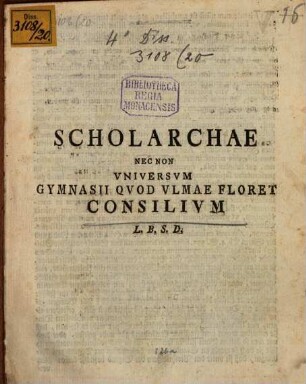 Diss.
3108/20.
4° Diss.
3108/20
16
BIBLIOTHECA
REGIA
MONACENSIS
SCHOLARCHAE
NEC NON
VNIVERSVM
GYMNASII QVOD VLMAE FLORET
CONSILIVM
L. B. S. D.